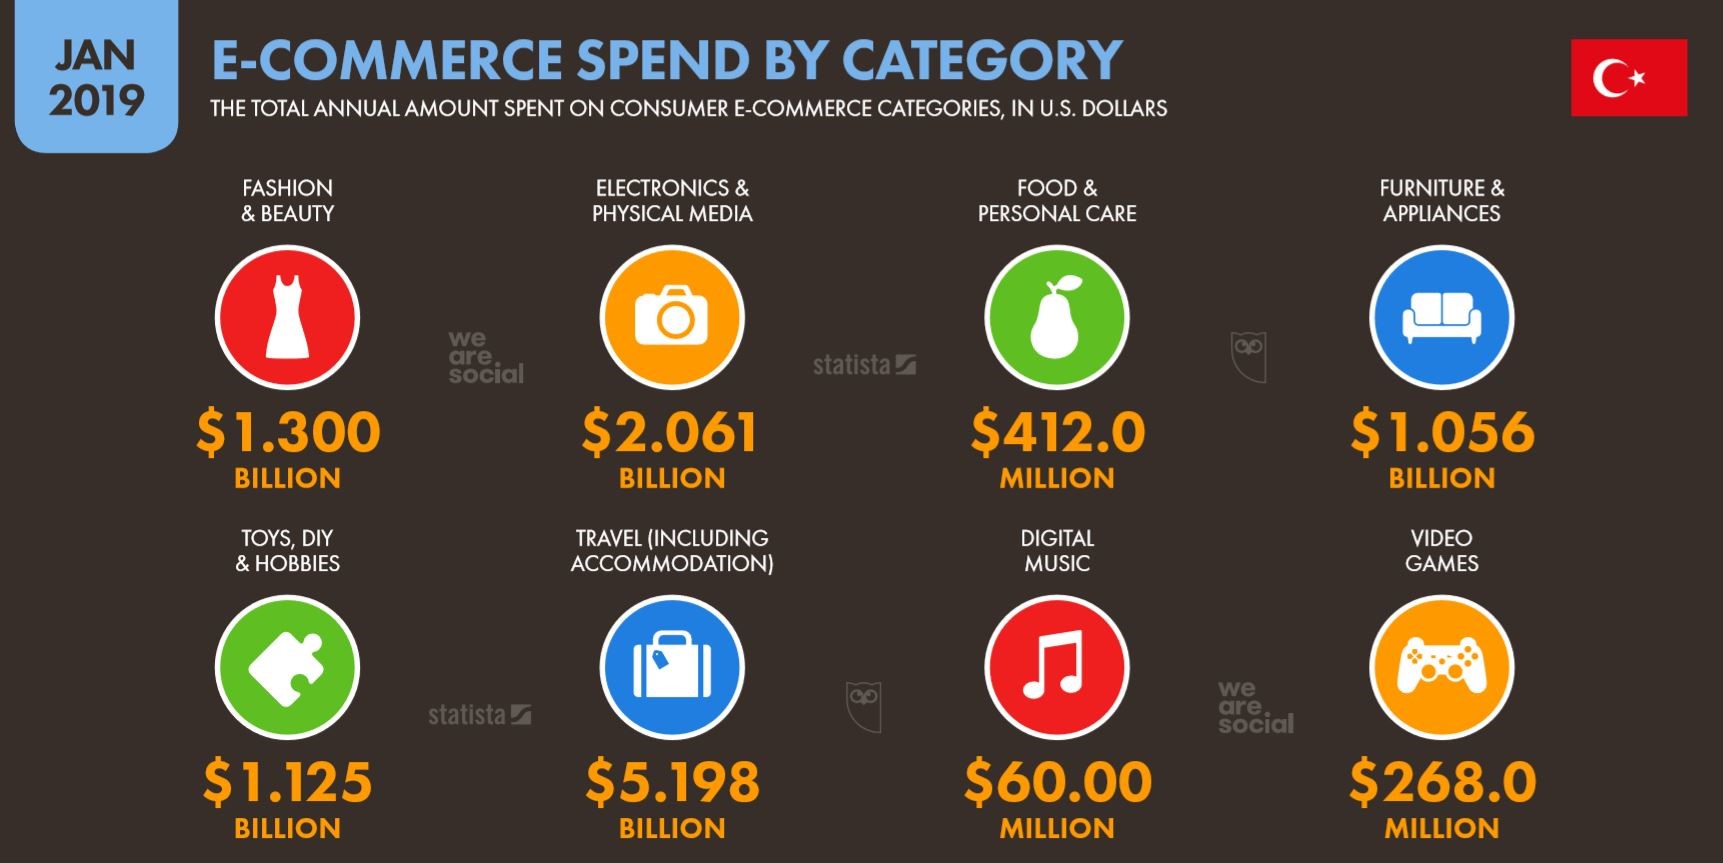 JAN
2019
E-COMMERCE SPEND BY CATEGORY
THE TOTAL ANNUAL AMOUNT SPENT ON CONSUMER E-COMMERCE CATEGORIES, IN U.S. DOLLARS
FASHION
& BEAUTY
ELECTRONICS &
PHYSICAL MEDIA
FOOD &
PERSONAL CARE
FURNITURE &
APPLIANCES
we
are
social
statista
$1.300
BILLION
$2.061
BILLION
$412.0
MILLION
$1.056
BILLION
TOYS, DIY
& HOBBIES
TRAVEL (INCLUDING
ACCOMMODATION)
DIGITAL
MUSIC
VIDEO
GAMES
statista
we
are
social
$1.125
BILLION
$5.198
BILLION
$60.00
MILLION
$268.0
MILLION